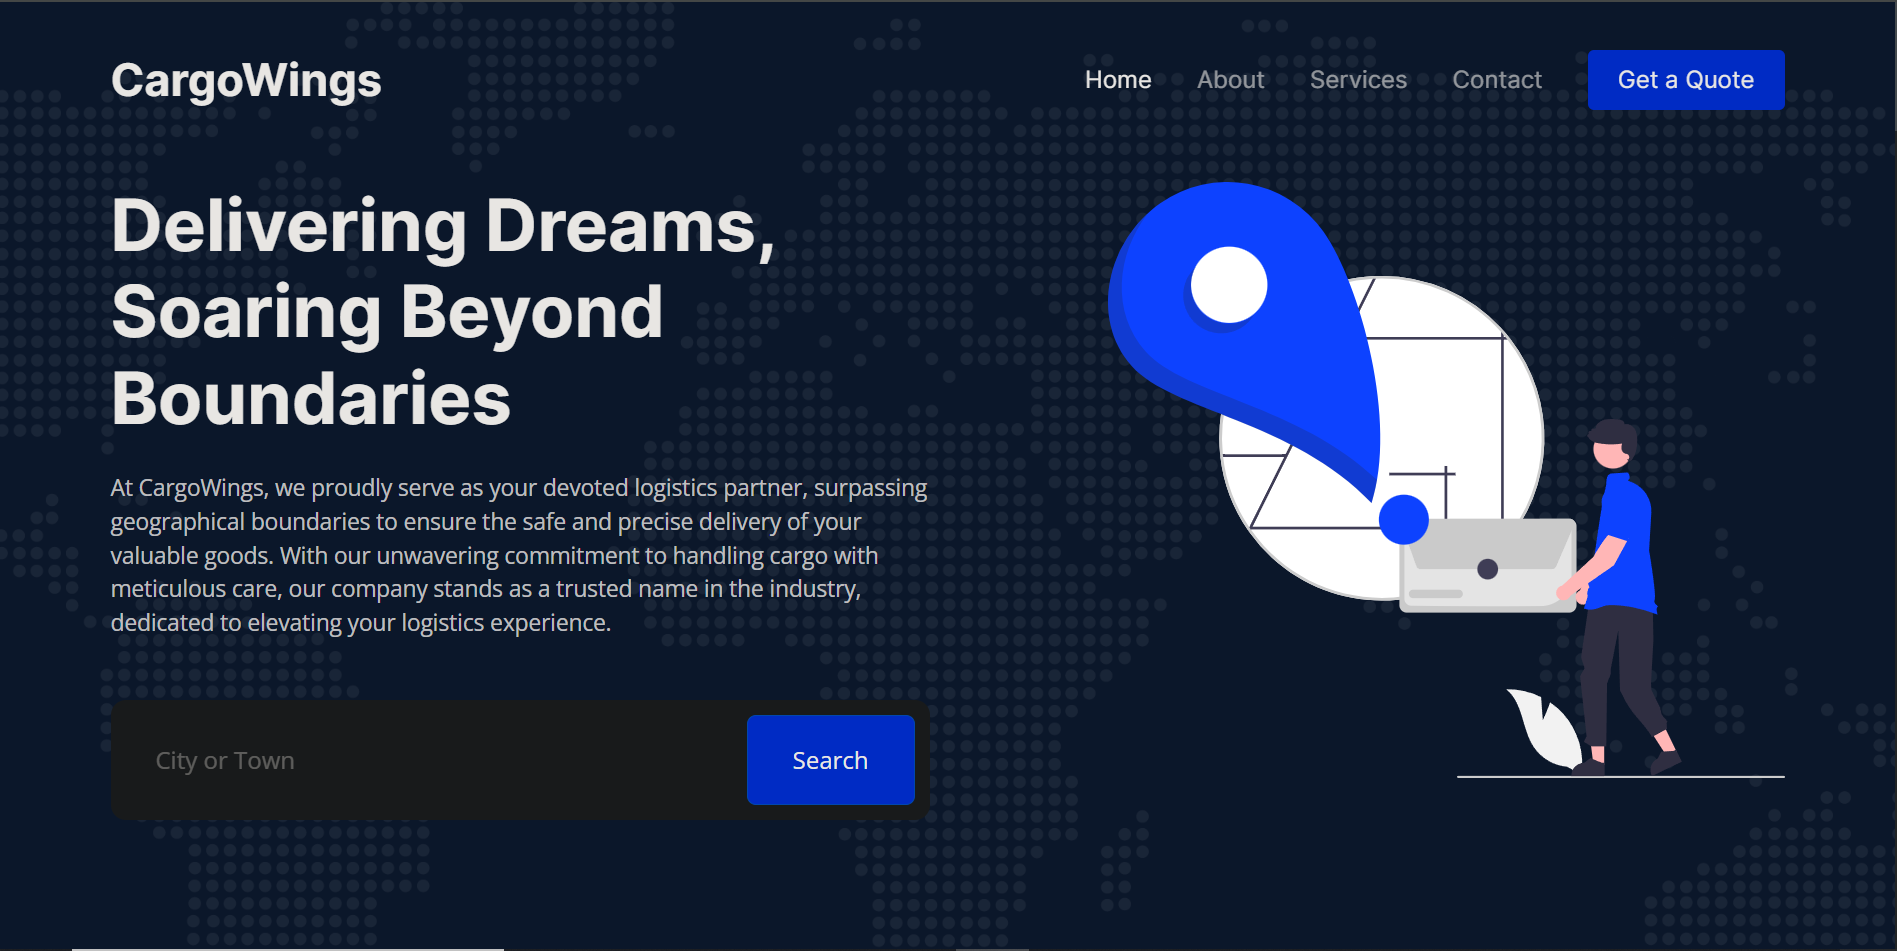 CargoWings
Home About Services Contact Get a Quote
Delivering Dreams,
Soaring Beyond
Boundaries
At CargoWings, we proudly serve as your devoted logistics partner, surpassing
geographical boundaries to ensure the safe and precise delivery of your
valuable goods. With our unwavering commitment to handling cargo with
meticulous care, our company stands as a trusted name in the industry,
dedicated to elevating your logistics experience.
City or Town Search